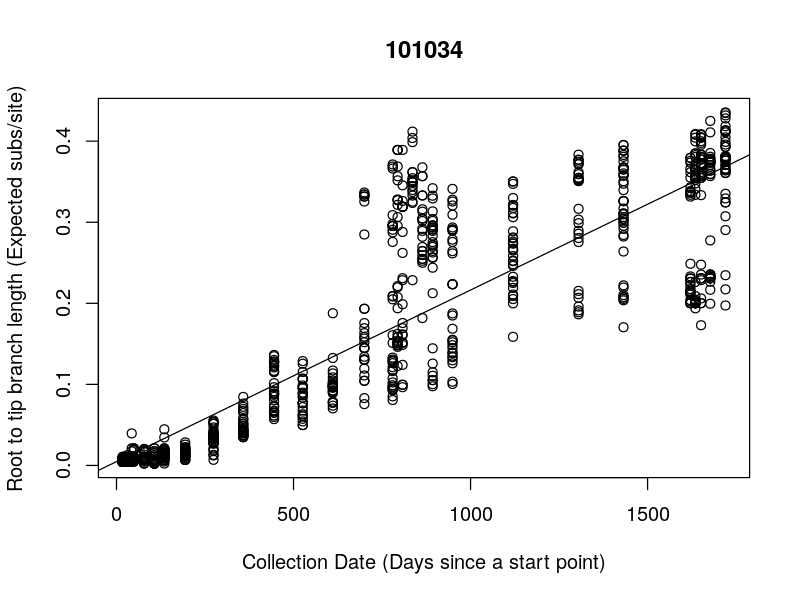 101034
Root to tip branch length (Expected subs/site)
0.4
0.3
0.2
0.1
0.0
0 500 1000 1500
Collection Date (Days since a start point)